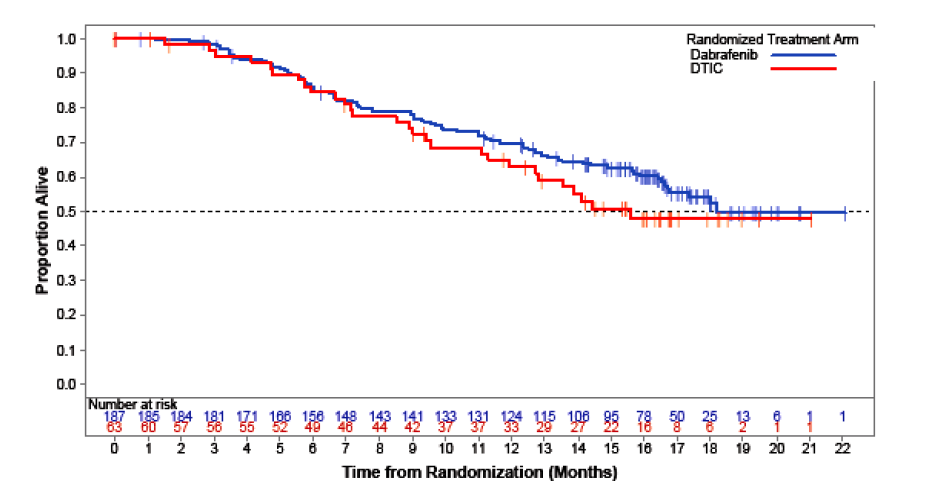 Randomized Treatment Arm
Dabrafenib
DTIC
Proportion Alive
1.0
0.9
0.8
0.7
0.6
0.5
0.4
0.3
0.2
0.1
0.0
Number at risk
187 185 184 181 171 166 156 148 143 141 133 131 124 115 106 95 78 50 25 13 6 1 1
63 60 57 56 55 52 49 46 44 42 37 37 33 29 27 22 16 8 6 2 1 1
0 1 2 3 4 5 6 7 8 9 10 11 12 13 14 15 16 17 18 19 20 21 22
Time from Randomization (Months)